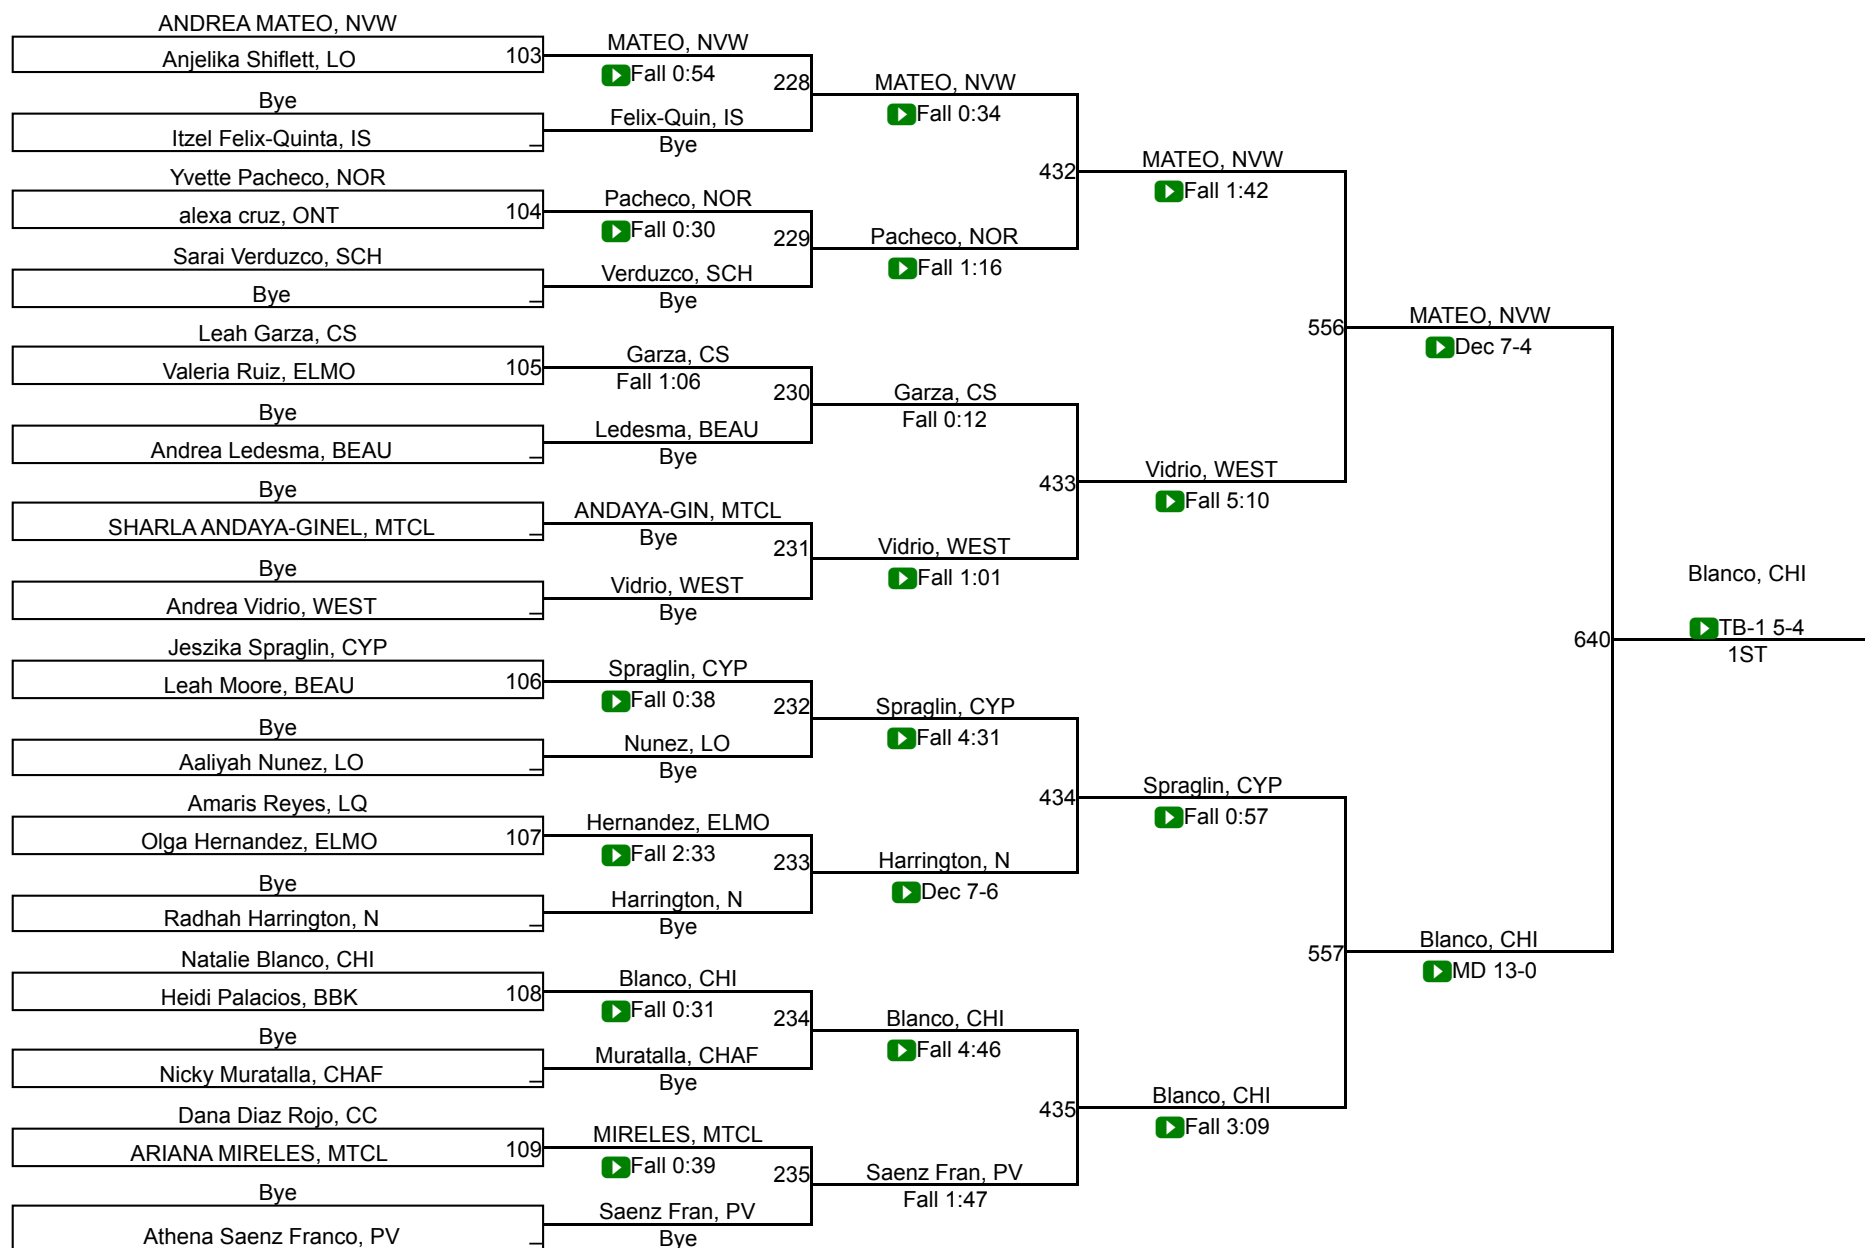 ANDREA MATEO, NVW
Anjelika Shiflett, LO 103
Bye
Itzel Felix-Quinta, IS _
Yvette Pacheco, NOR
alexa cruz, ONT 104
Sarai Verduzco, SCH
Bye _
Leah Garza, CS
Valeria Ruiz, ELMO 105
Bye
Andrea Ledesma, BEAU _
Bye
SHARLA ANDAYA-GINEL, MTCL _
Bye
Andrea Vidrio, WEST _
Jeszika Spraglin, CYP
Leah Moore, BEAU 106
Bye
Aaliyah Nunez, LO _
Amaris Reyes, LQ
Olga Hernandez, ELMO 107
Bye
Radhah Harrington, N _
Natalie Blanco, CHI
Heidi Palacios, BBK 108
Bye
Nicky Muratalla, CHAF _
Dana Diaz Rojo, CC
ARIANA MIRELES, MTCL 109
Bye
Athena Saenz Franco, PV _
MATEO, NVW
Fall 0:54
228
Felix-Quin, IS
Bye
Pacheco, NOR
Fall 0:30
229
Verduzco, SCH
Bye
Garza, CS
Fall 1:06
230
Ledesma, BEAU
Bye
ANDAYA-GIN, MTCL
Bye
231
Vidrio, WEST
Bye
Spraglin, CYP
Fall 0:38
232
Nunez, LO
Bye
Hernandez, ELMO
Fall 2:33
233
Harrington, N
Bye
Blanco, CHI
Fall 0:31
234
Muratalla, CHAF
Bye
MIRELES, MTCL
Fall 0:39
235
Saenz Fran, PV
Bye
MATEO, NVW
Fall 0:34
432
Pacheco, NOR
Fall 1:16
Garza, CS
Fall 0:12
433
Vidrio, WEST
Fall 1:01
Spraglin, CYP
Fall 4:31
434
Harrington, N
Dec 7-6
Blanco, CHI
Fall 4:46
435
Saenz Fran, PV
Fall 1:47
MATEO, NVW
Fall 1:42
556
Vidrio, WEST
Fall 5:10
Spraglin, CYP
Fall 0:57
557
Blanco, CHI
Fall 3:09
MATEO, NVW
Dec 7-4
640
Blanco, CHI
MD 13-0
Blanco, CHI
TB-1 5-4
1ST